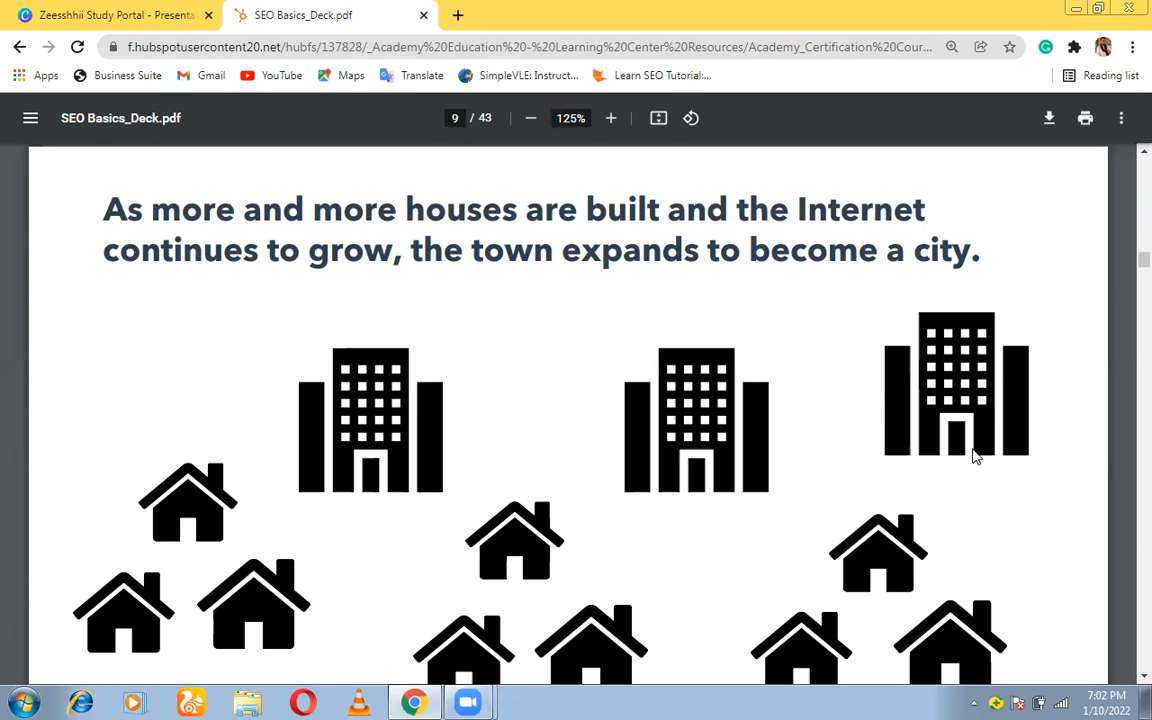 Zeesshhii Study Portal - Presenta
SEO Basics_Deck.pdf
f.hubspotusercontent20.net/hubfs/137828/_Academy%20Education%20-%20Learning%20Center%20Resources/Academy_Certification%20Cour...
Apps Business Suite Gmail YouTube Maps Translate SimpleVLE: Instruct... Learn SEO Tutorial:... Reading list
SEO Basics_Deck.pdf 9 / 43 125%
As more and more houses are built and the Internet
continues to grow, the town expands to become a city.
7:02 PM
1/10/2022